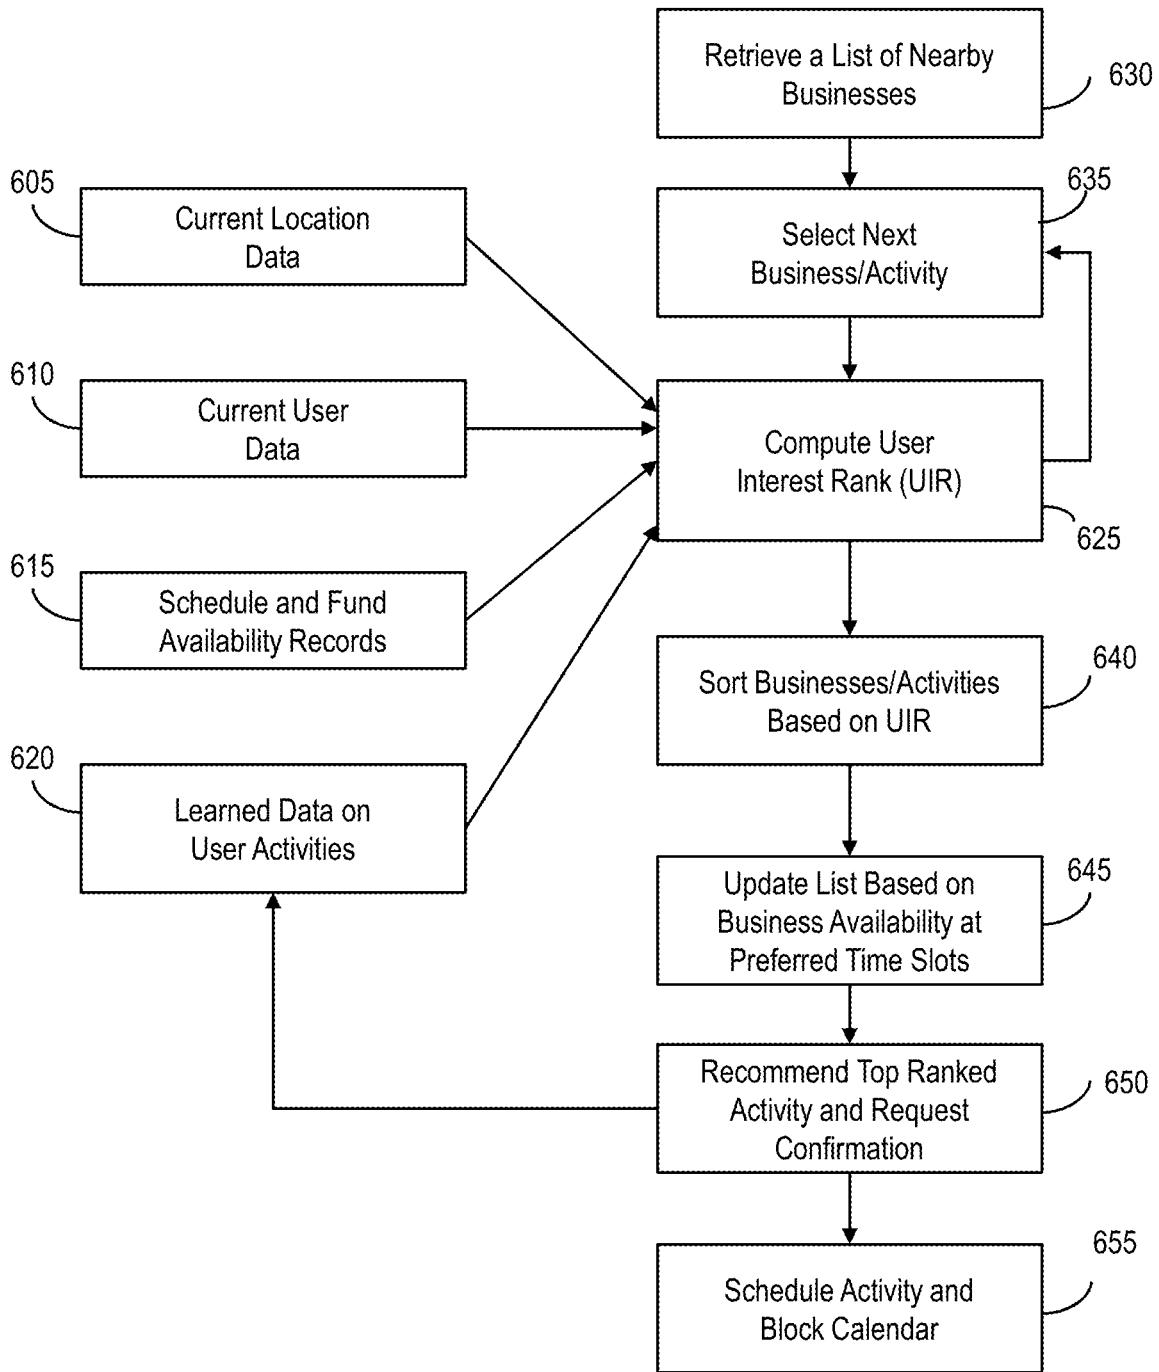 Retrieve a List of Nearby
Businesses
630
605
Current Location
Data
635
Select Next
Business/Activity
610
Current User
Data
Compute User
Interest Rank (UIR)
625
615
Schedule and Fund
Availability Records
640
Sort Businesses/Activities
Based on UIR
620
Learned Data on
User Activities
645
Update List Based on
Business Availability at
Preferred Time Slots
650
Recommend Top Ranked
Activity and Request
Confirmation
655
Schedule Activity and
Block Calendar